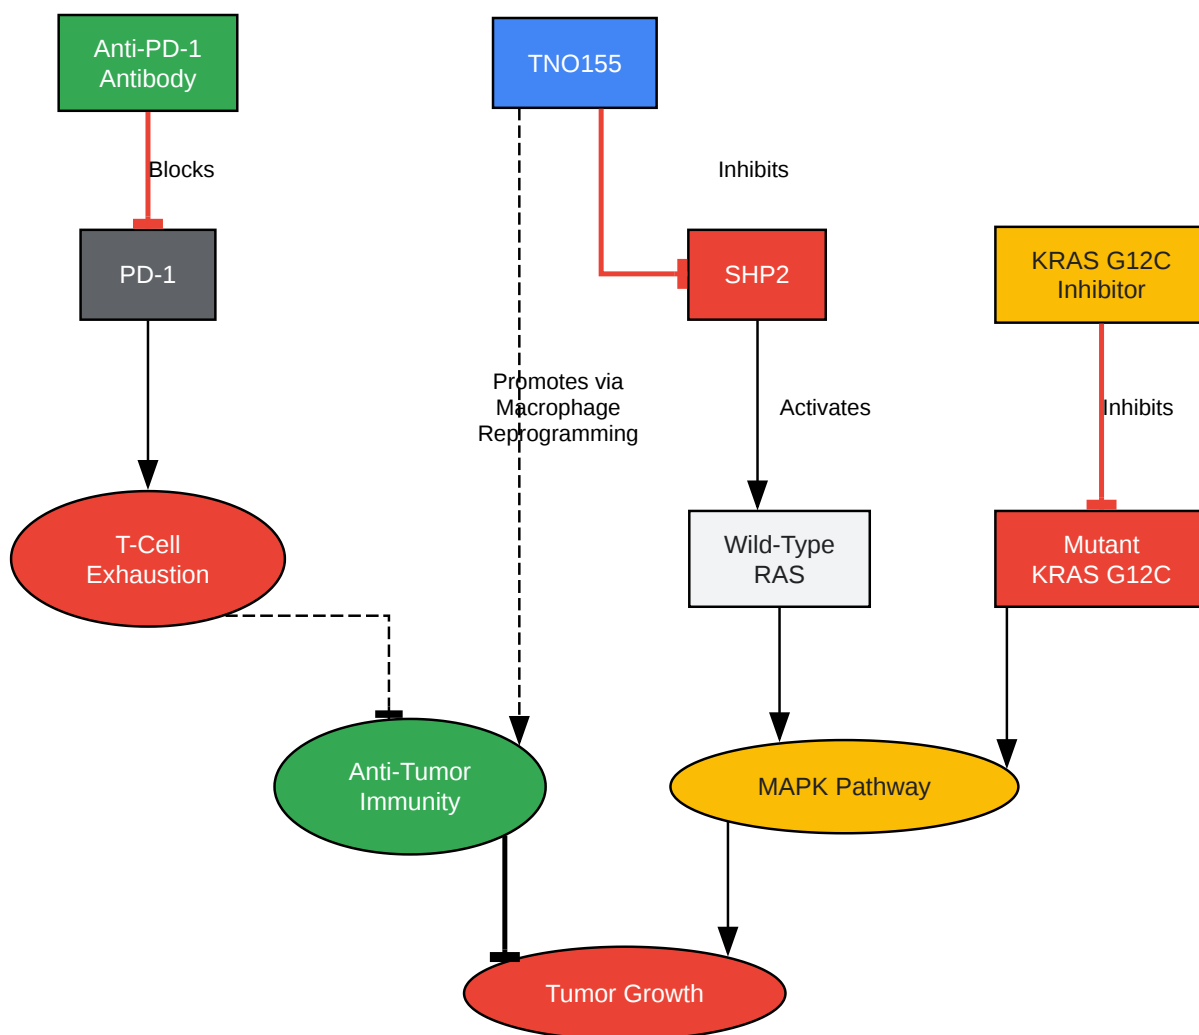 Anti-PD-1
Antibody
TNO155
Blocks
Inhibits
PD-1
SHP2
KRAS G12C
Inhibitor
Promotes via
Macrophage
Reprogramming
Activates
Inhibits
T-Cell
Exhaustion
Wild-Type
RAS
Mutant
KRAS G12C
Anti-Tumor
Immunity
MAPK Pathway
Tumor Growth